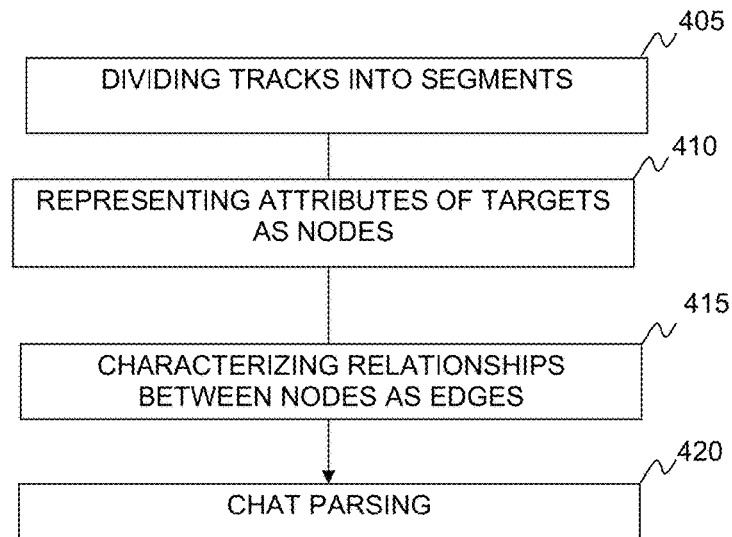 405
DIVIDING TRACKS INTO SEGMENTS
410
REPRESENTING ATTRIBUTES OF TARGETS
AS NODES
415
CHARACTERIZING RELATIONSHIPS
BETWEEN NODES AS EDGES
420
CHAT PARSING